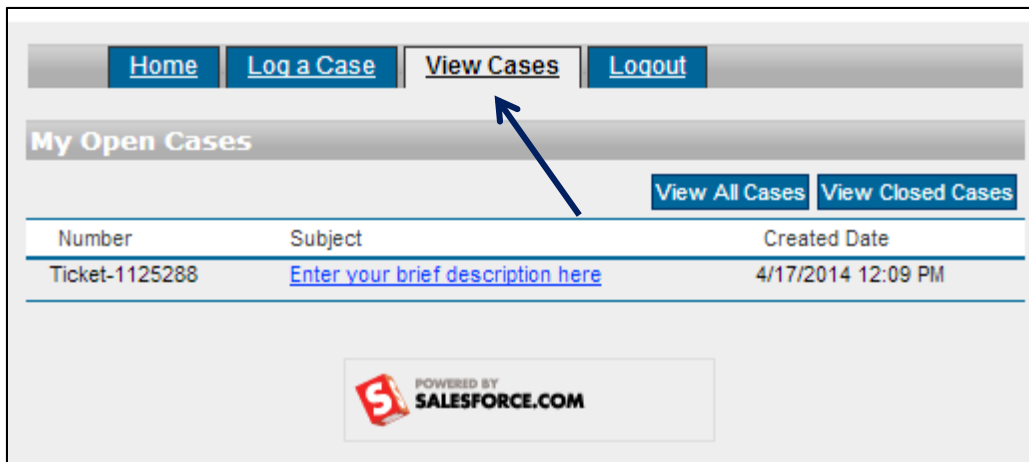 Home Log a Case View Cases Logout
My Open Cases
View All Cases View Closed Cases
Number Subject Created Date
Ticket-1125288 Enter your brief description here 4/17/2014 12:09 PM
POWERED BY
SALESFORCE.COM